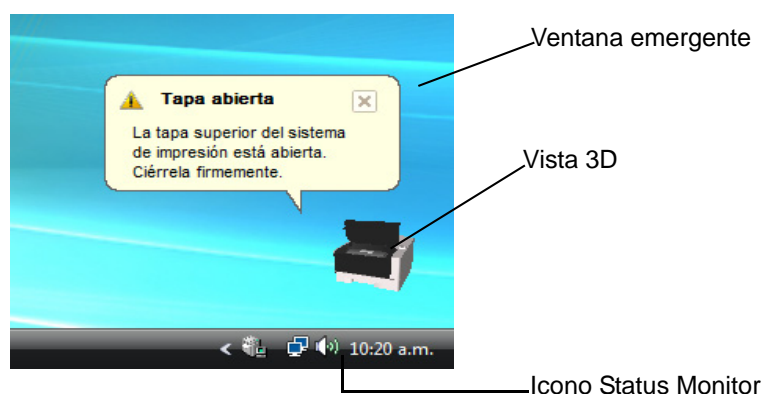 Ventana emergente
Tapa abierta
La tapa superior del sistema
de impresión está abierta.
Ciérrela firmemente.
Vista 3D
< 10:20 a.m.
Icono Status Monitor